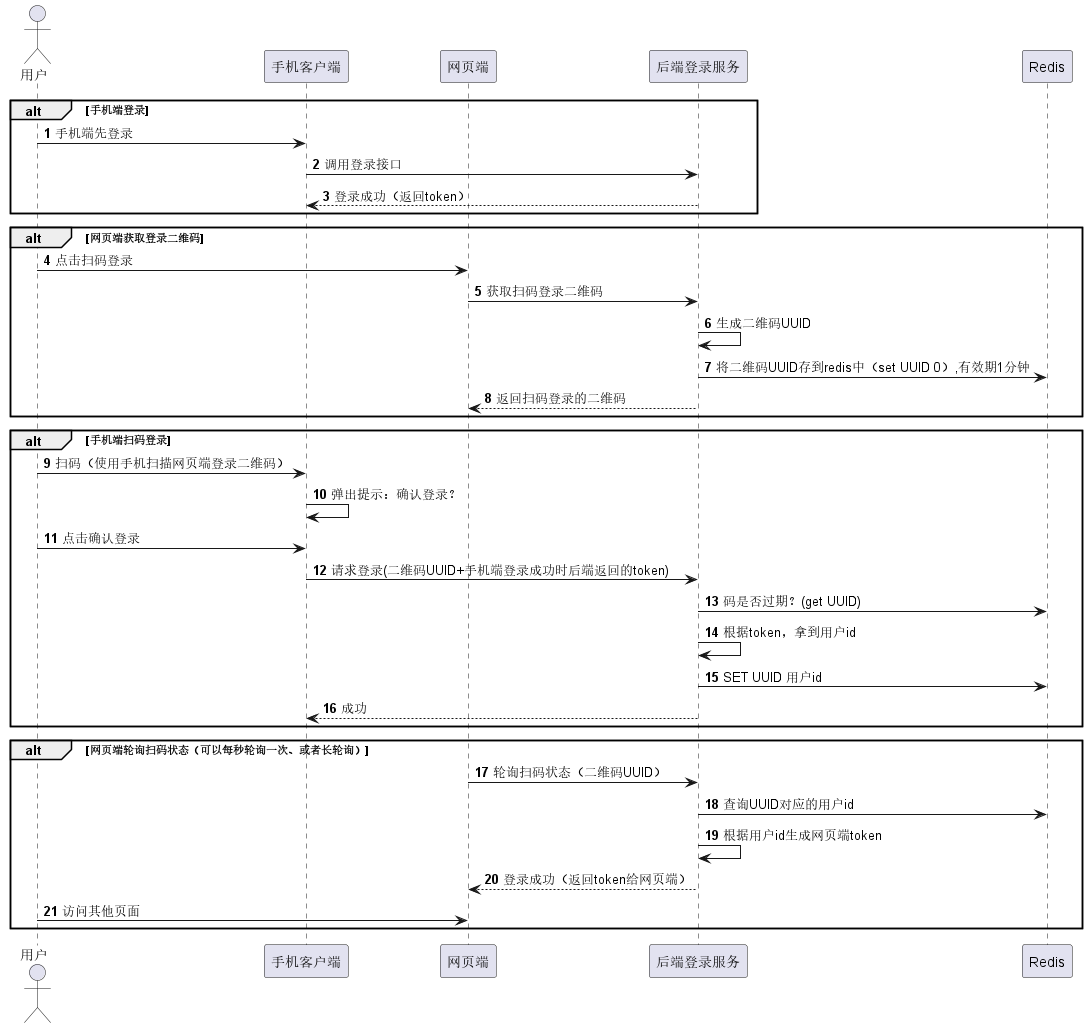 用户
手机客户端
网页端
后端登录服务
Redis
alt [手机端登录]
1 手机端先登录
2 调用登录接口
3 登录成功（返回token）
alt [网页端获取登录二维码]
4 点击扫码登录
5 获取扫码登录二维码
6 生成二维码UUID
7 将二维码UUID存到redis中（set UUID 0）,有效期1分钟
8 返回扫码登录的二维码
alt [手机端扫码登录]
9 扫码（使用手机扫描网页端登录二维码）
10 弹出提示：确认登录？
11 点击确认登录
12 请求登录(二维码UUID+手机端登录成功时后端返回的token)
13 码是否过期？(get UUID)
14 根据token，拿到用户id
15 SET UUID 用户id
16 成功
alt [网页端轮询扫码状态（可以每秒轮询一次、或者长轮询）]
17 轮询扫码状态（二维码UUID）
18 查询UUID对应的用户id
19 根据用户id生成网页端token
20 登录成功（返回token给网页端）
21 访问其他页面
用户
手机客户端
网页端
后端登录服务
Redis